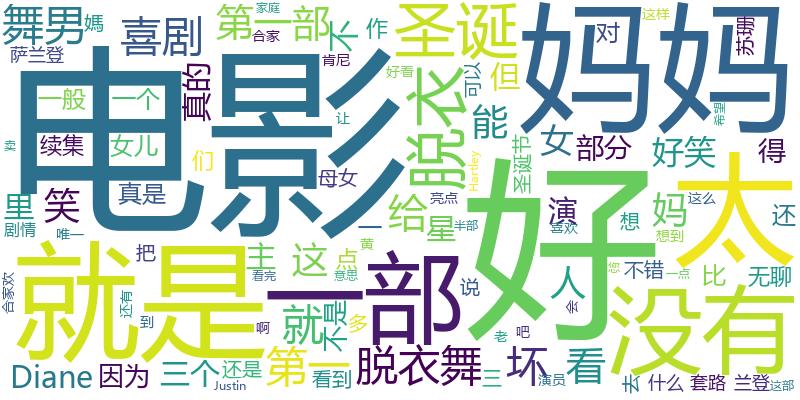 舞男
媽
喜剧
第一部
家庭
合家
不
作
圣诞
妈妈
对
苏珊
这样
萨兰登
真的
肯尼
好看
但
可以
电影
脱衣
能
希望
一般
一个
让
卖
续集
女儿
们
母女
圣诞节
女
部分
好笑
得
里
笑
真是
给
星
亮点
Hartley
演
想
妈
太
还
剧情
唯一
一
半部
喜欢
想到
这么
把
主
这
点
黄
就是
一部
好
人
不错
比
无聊
合家欢
还有
到
看完
意思
说
您
一点
没有
啊
就
不是
多
老
吧
会
Diane
因为
三个
还是
第一
看到
脱衣舞
三
坏
演员
看
去
什么
套路
兰登
这部
Justin